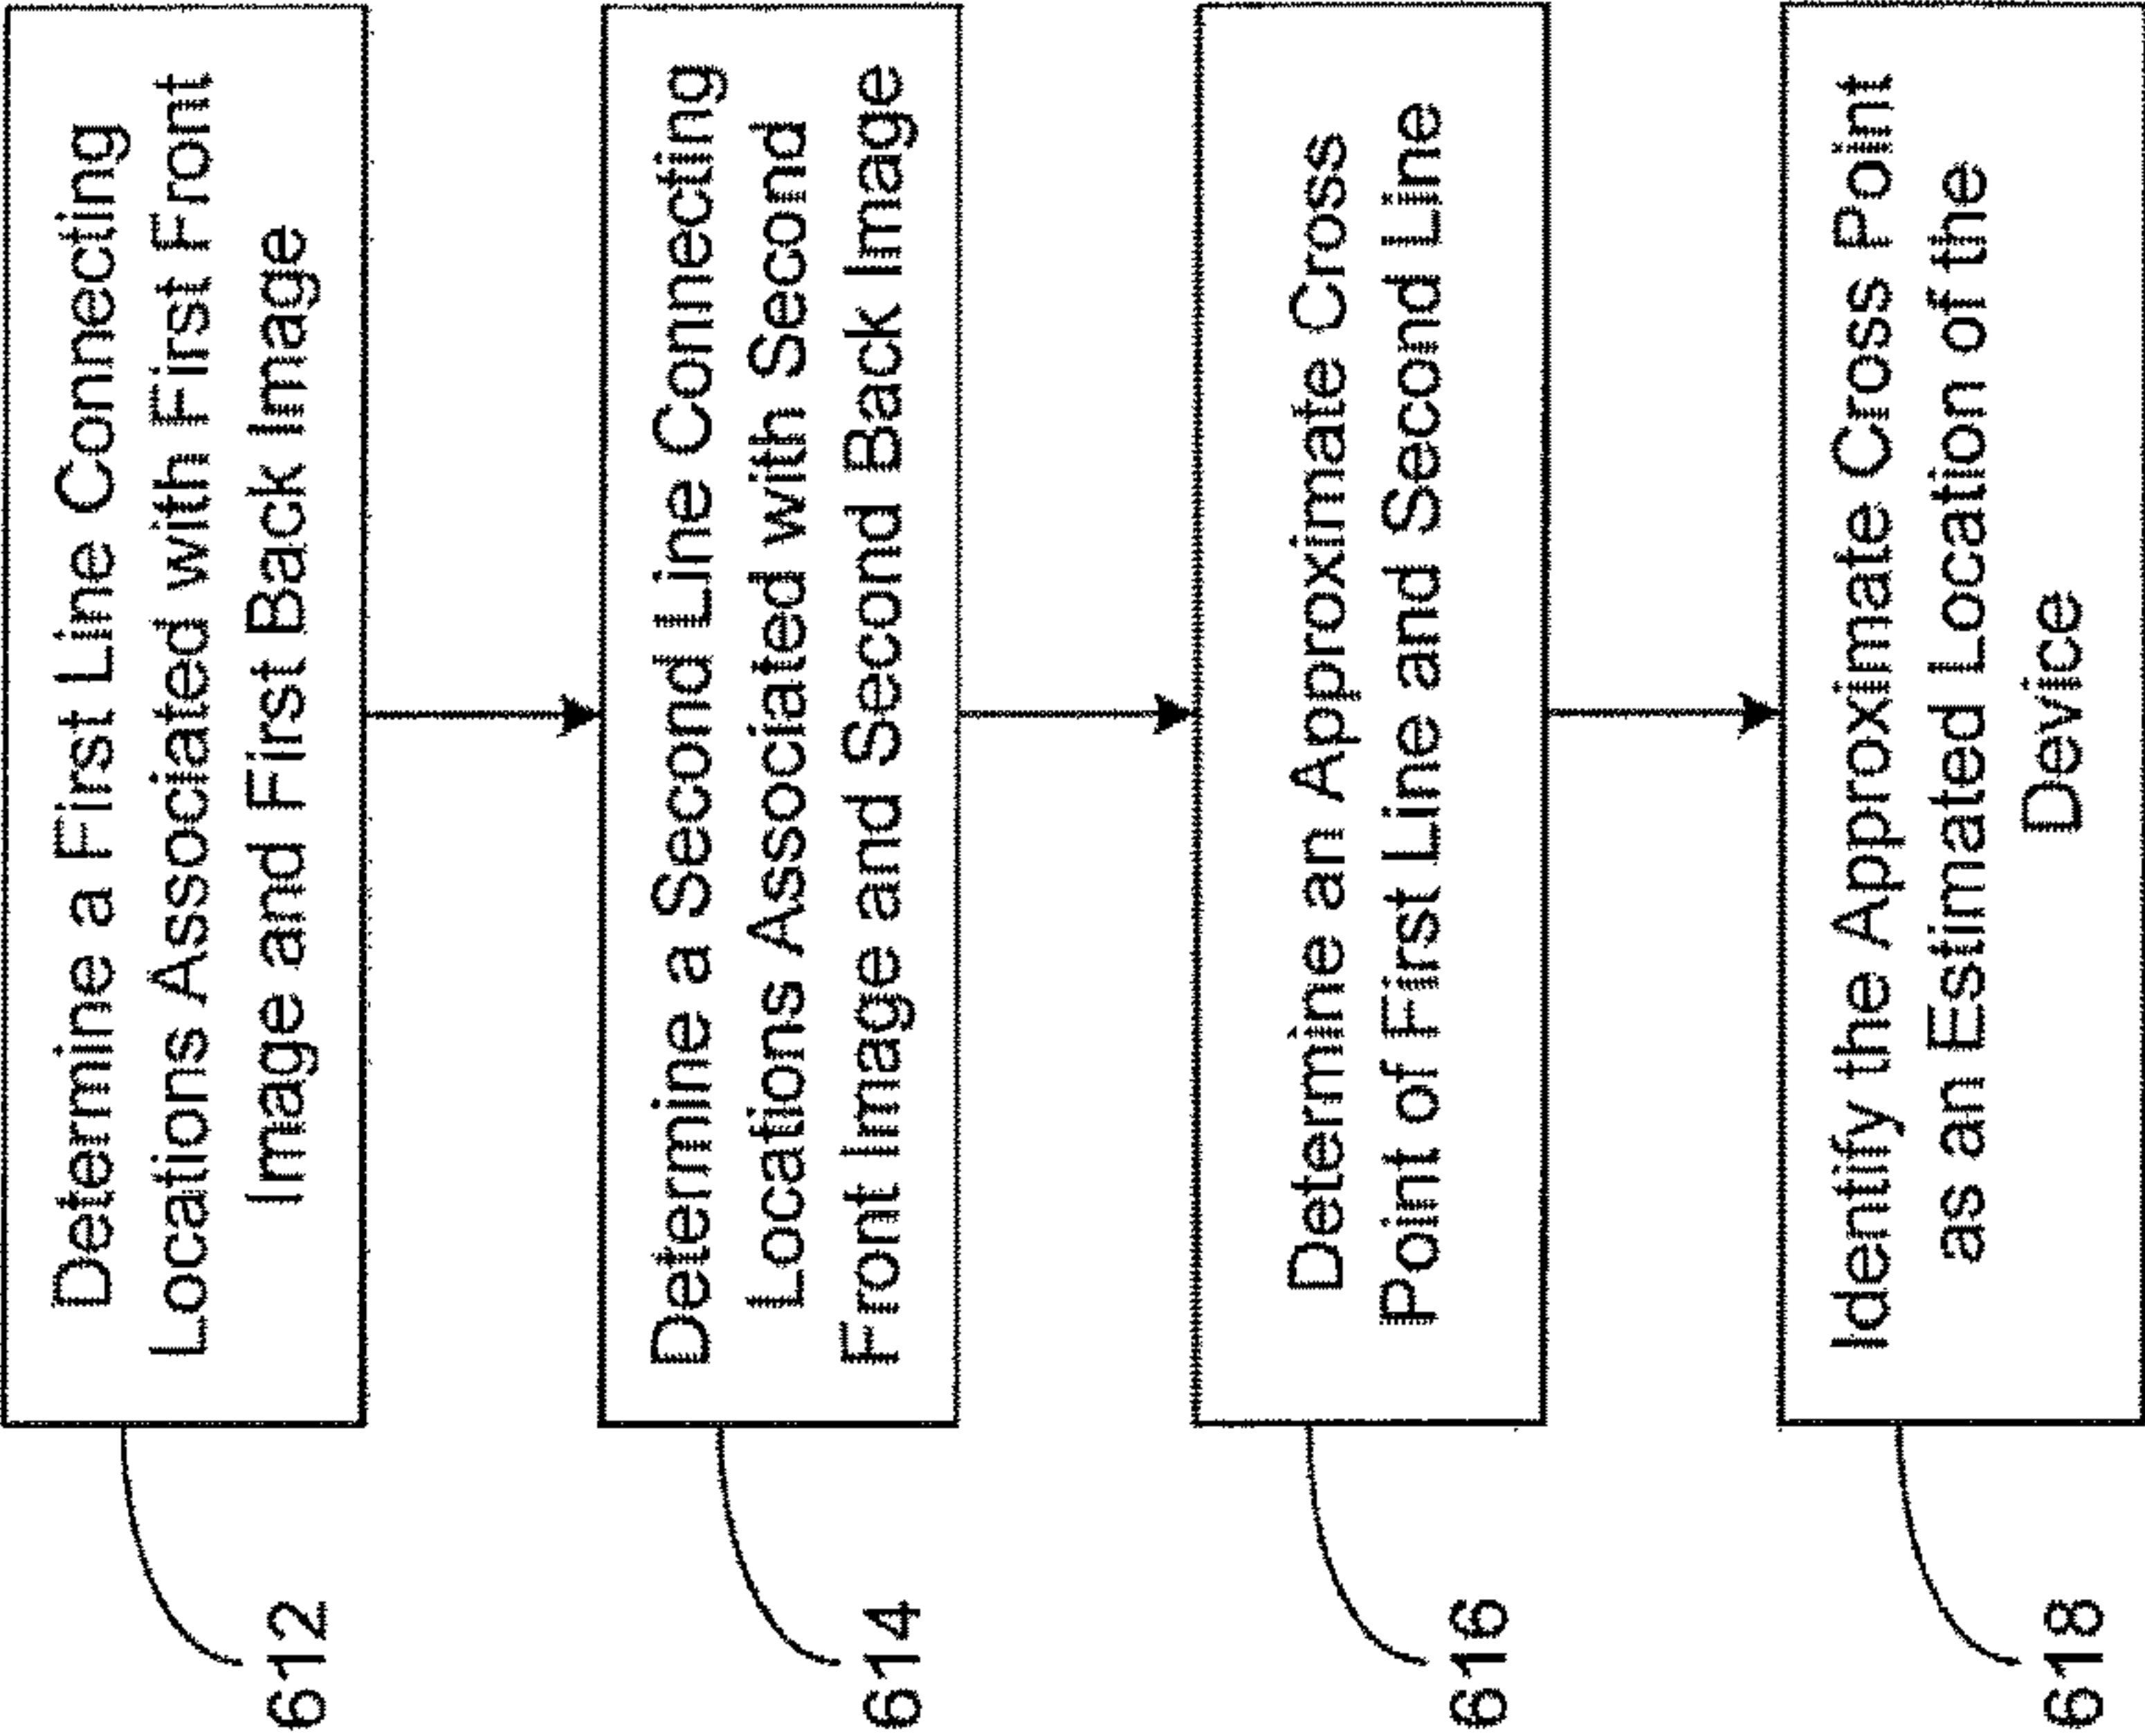 Determine a First Line Connecting
Locations Associated with First Front
Image and First Back Image
612
Determine a Second Line Connecting
Locations Associated with Second
Front Image and Second Back Image
614
Determine an Approximate Cross
Point of First Line and Second Line
616
Identify the Approximate Cross Point
as an Estimated Location of the
Device
618